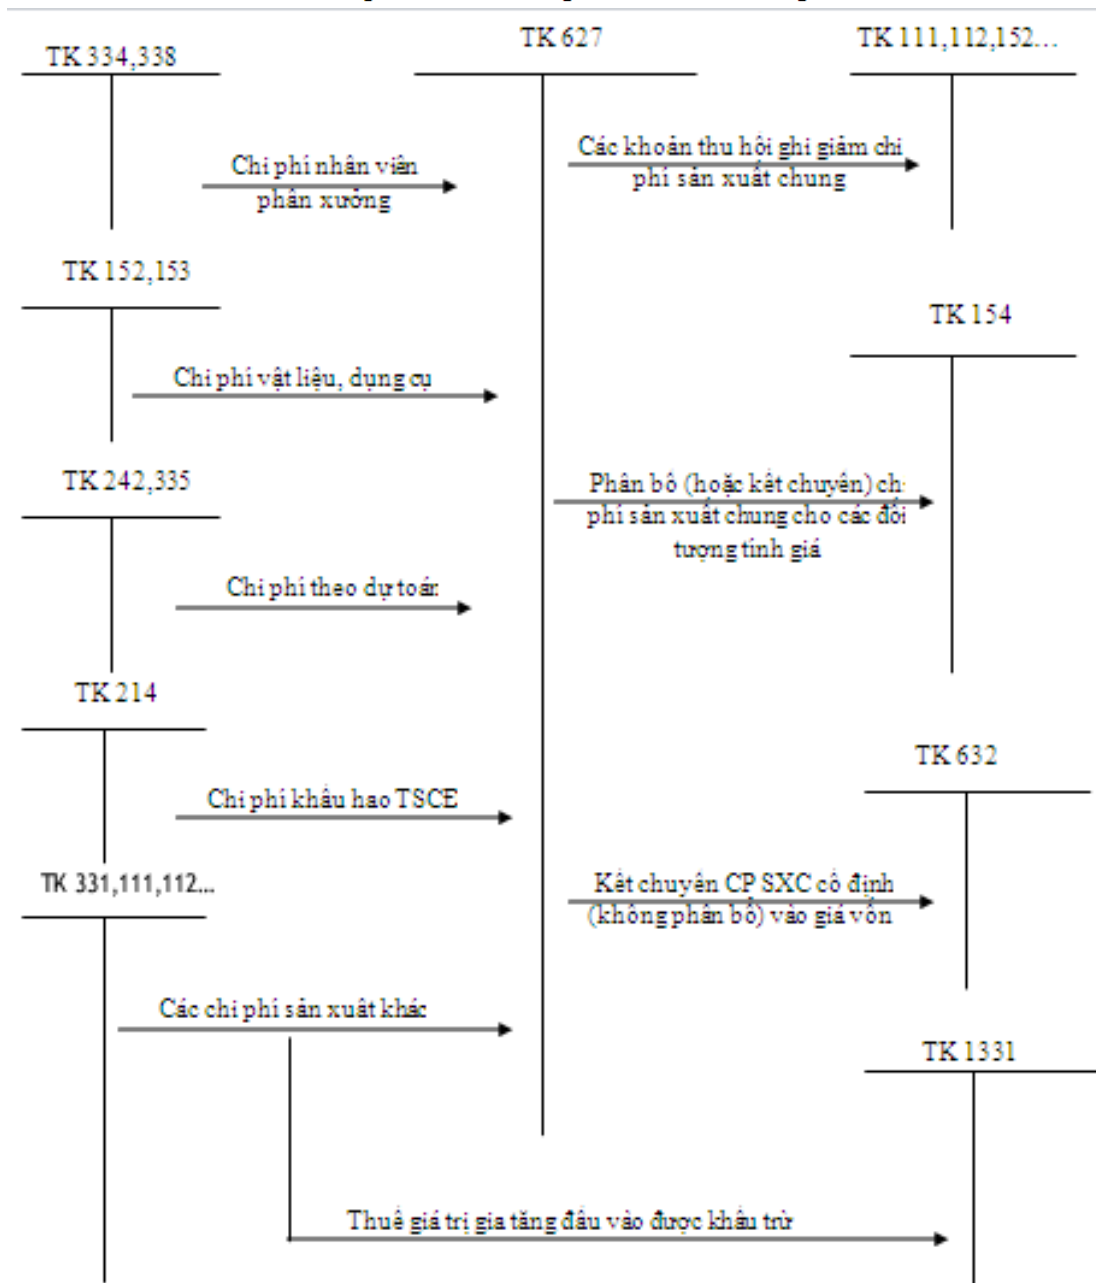 TK 334,338
TK 627
TK 111,112,152...
Chi phí nhân viên
phân xưởng
Các khoản thu hồi ghi giảm chi
phí sản xuất chung
TK 152,153
TK 154
Chi phí vật liệu, dụng cụ
TK 242,335
Phân bổ (hoặc kết chuyển) ch
phí sản xuất chung cho các đối
tượng tính giá
Chi phí theo dự toán
TK 214
TK 632
Chi phí khấu hao TSCE
TK 331,111,112...
Kết chuyển CP SXC cố định
(không phân bổ) vào giá vốn
Các chi phí sản xuất khác
TK 1331
Thuế giá trị gia tăng đầu vào được khấu trừ